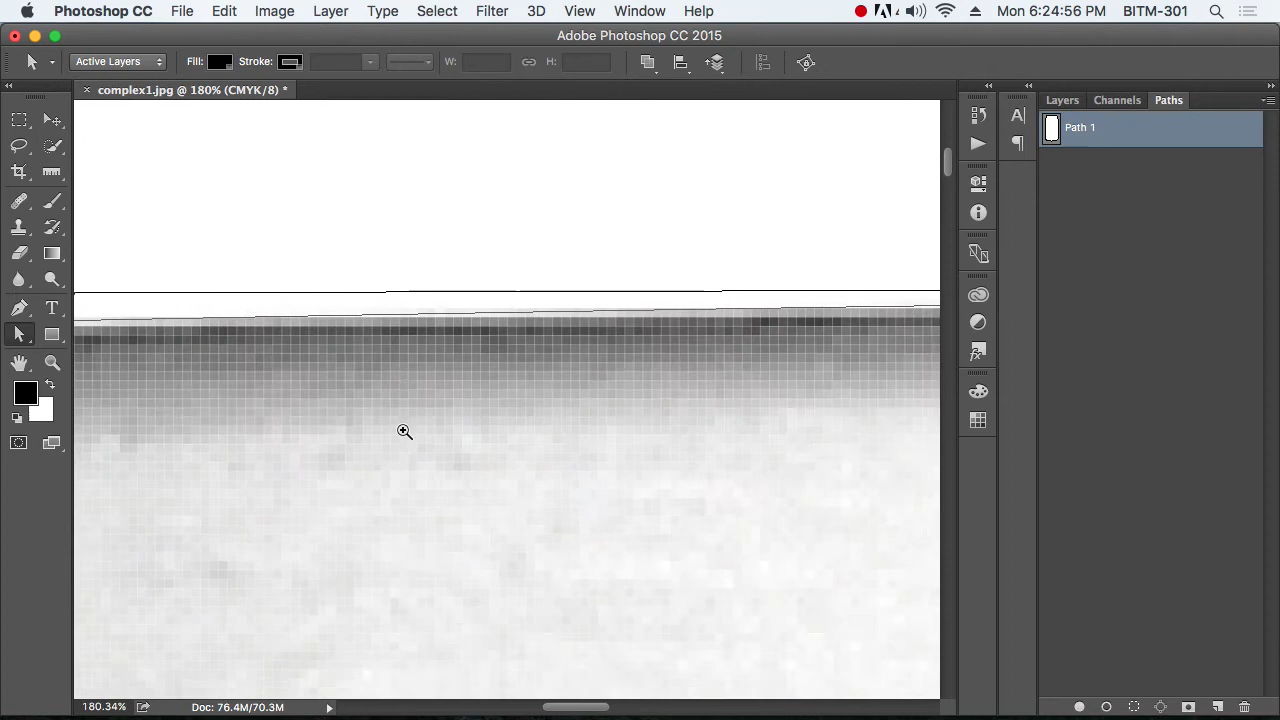 Photoshop CC File Edit Image Layer Type Select Filter 3D View Window Help Mon 6:24:56 PM BITM-301
Adobe Photoshop CC 2015
Active Layers Fill: Stroke: W: H:
complex1.jpg @ 180% (CMYK/8) *
Layers Channels Paths
Path 1
180.34% Doc: 76.4M/70.3M